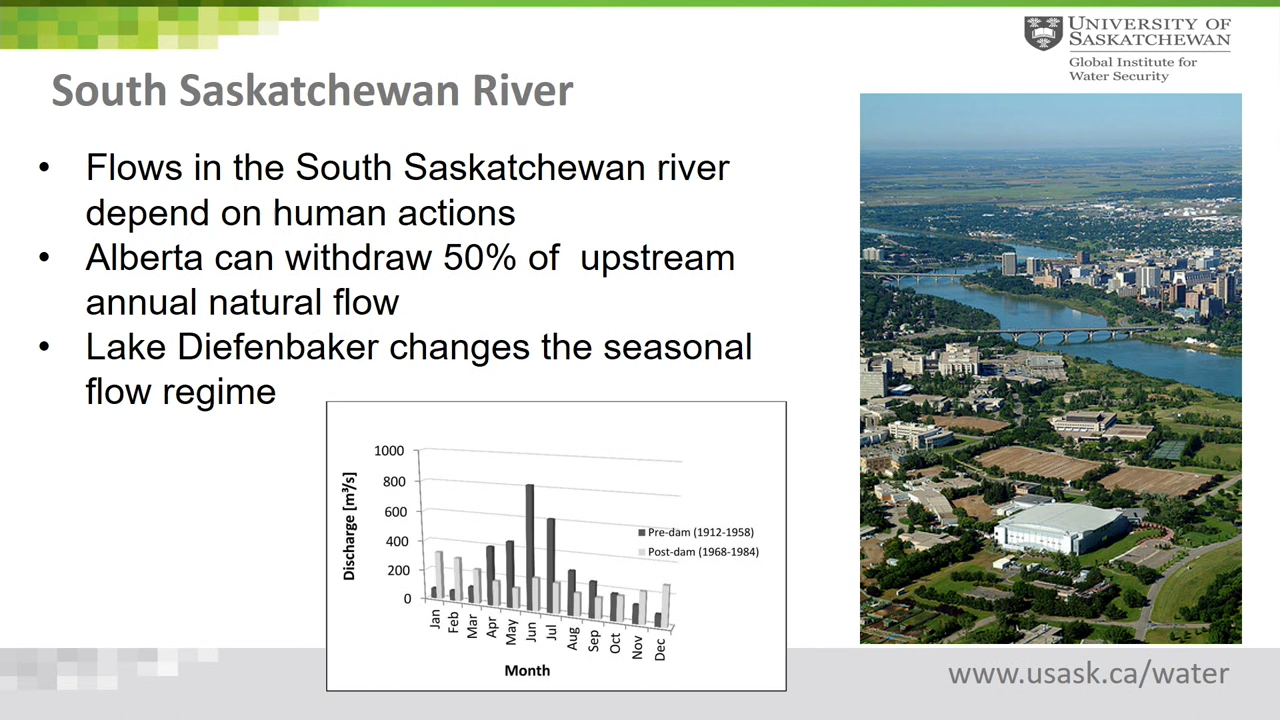 UNIVERSITY OF
SASKATCHEWAN
Global Institute for
Water Security
South Saskatchewan River
• Flows in the South Saskatchewan river
depend on human actions
• Alberta can withdraw 50% of  upstream
annual natural flow
• Lake Diefenbaker changes the seasonal
flow regime
1000
800
600
400
200
0
Discharge [m³/s]
Pre-dam (1912-1958)
Post-dam (1968-1984)
Jan Feb Mar Apr May Jun Jul Aug Sep Oct Nov Dec
Month
www.usask.ca/water